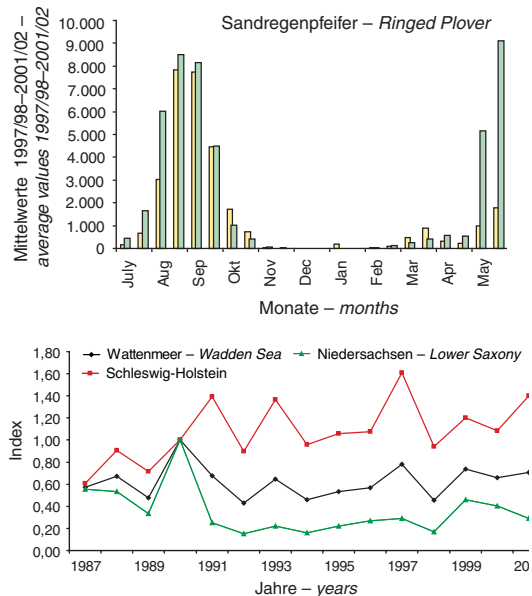 Sandregenpfeifer – Ringed Plover
Mittelwerte 1997/98–2001/02 –
average values 1997/98–2001/02
10.000
9.000
8.000
7.000
6.000
5.000
4.000
3.000
2.000
1.000
0
July
Aug
Sep
Okt
Nov
Dec
Jan
Feb
Mar
Apr
May
Monate – months
Wattenmeer – Wadden Sea
Niedersachsen – Lower Saxony
Schleswig-Holstein
Index
1,80
1,60
1,40
1,20
1,00
0,80
0,60
0,40
0,20
0,00
1987 1989 1991 1993 1995 1997 1999
Jahre – years